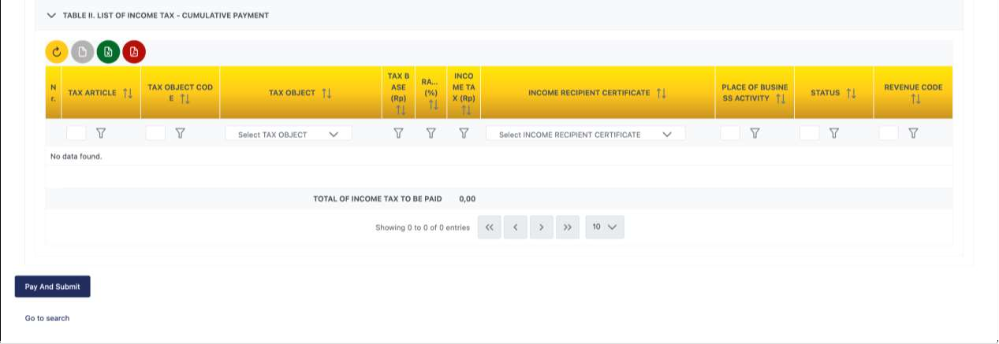 TABLE II. LIST OF INCOME TAX - CUMULATIVE PAYMENT
N
r.
TAX ARTICLE
TAX OBJECT COD
E
TAX OBJECT
TAX B
ASE
(Rp)
RA...
(%)
INCO
ME TA
X (Rp)
INCOME RECIPIENT CERTIFICATE
PLACE OF BUSINE
SS ACTIVITY
STATUS
REVENUE CODE
Select TAX OBJECT
Select INCOME RECIPIENT CERTIFICATE
No data found.
TOTAL OF INCOME TAX TO BE PAID 0,00
Showing 0 to 0 of 0 entries << < > >> 10
Pay And Submit
Go to search